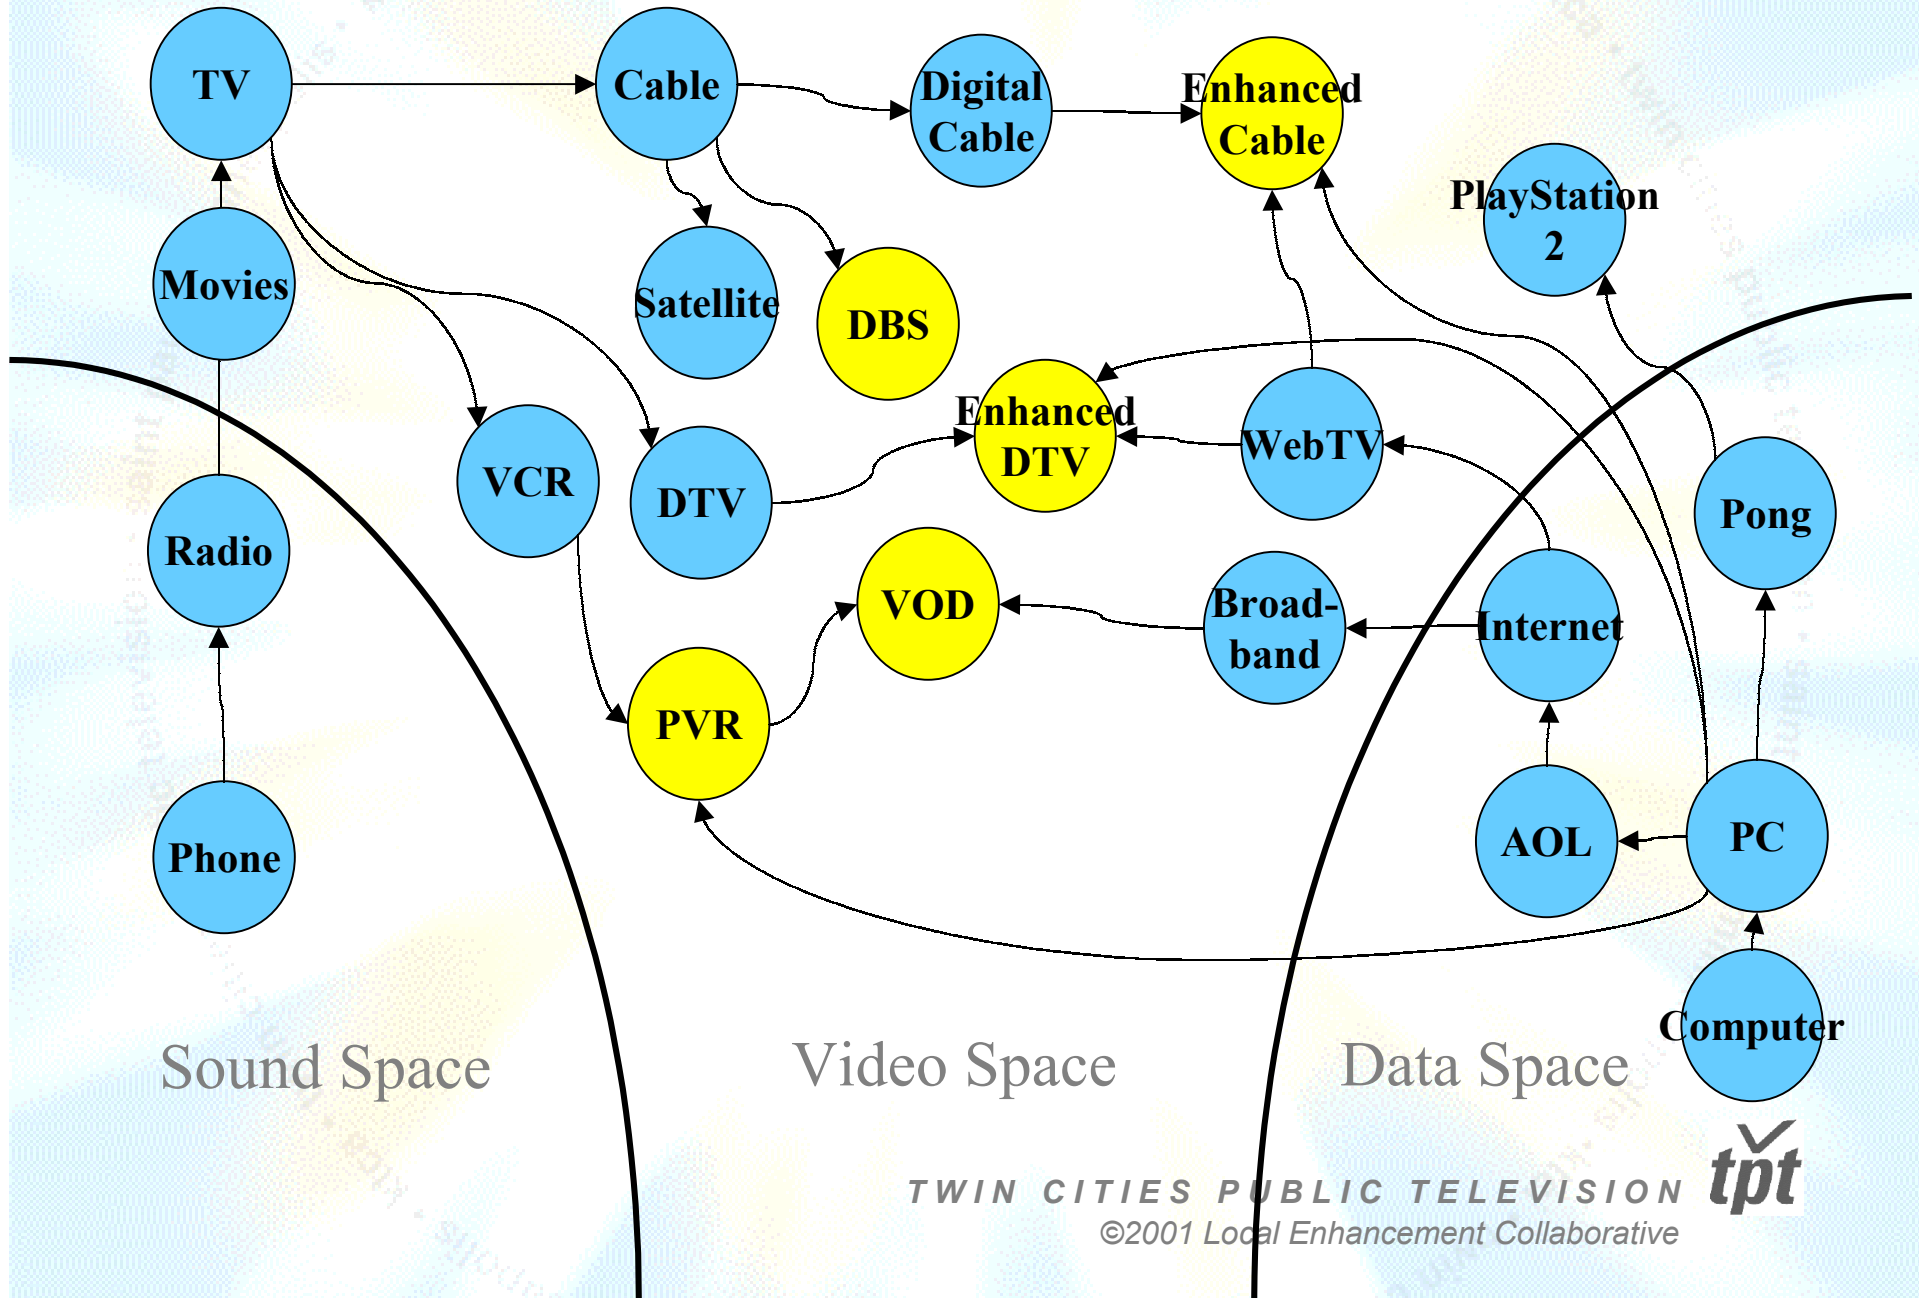 TV
Cable
Digital
Cable
Enhanced
Cable
PlayStation
2
Movies
Satellite
DBS
Enhanced
DTV
WebTV
VCR
DTV
Pong
Radio
VOD
Broad-
band
Internet
PVR
Phone
AOL
PC
Computer
Sound Space
Video Space
Data Space
TWIN CITIES PUBLIC TELEVISION
tpt
©2001 Local Enhancement Collaborative